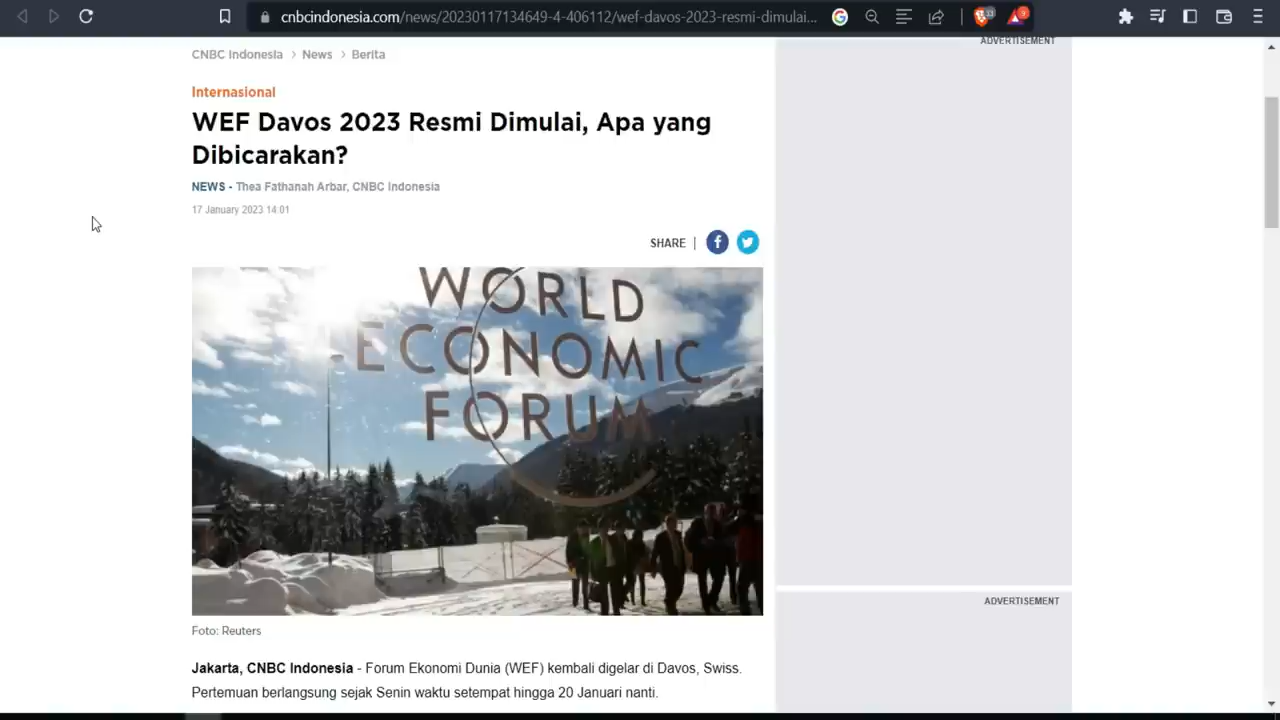 cnbcindonesia.com/news/20230117134649-4-406112/wef-davos-2023-resmi-dimulai...
33
9
ADVERTISEMENT
CNBC Indonesia > News > Berita
Internasional
WEF Davos 2023 Resmi Dimulai, Apa yang
Dibicarakan?
NEWS - Thea Fathanah Arbar, CNBC Indonesia
17 January 2023 14:01
SHARE |
WORLD
ECONOMIC
FORUM
ADVERTISEMENT
Foto: Reuters
Jakarta, CNBC Indonesia - Forum Ekonomi Dunia (WEF) kembali digelar di Davos, Swiss.
Pertemuan berlangsung sejak Senin waktu setempat hingga 20 Januari nanti.